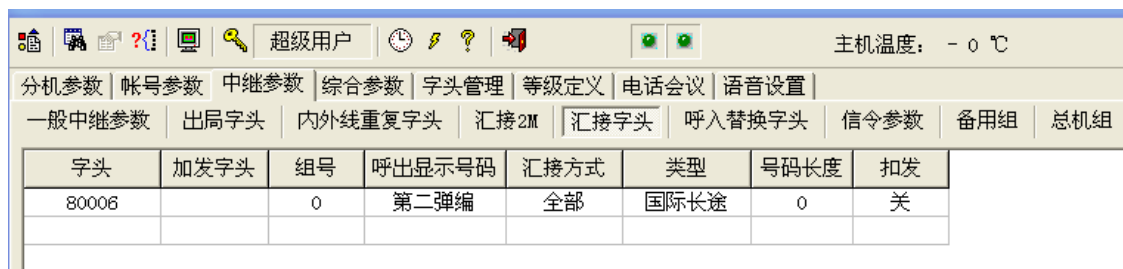 超级用户 主机温度： - 0 ℃
分机参数 帐号参数 中继参数 综合参数 字头管理 等级定义 电话会议 语音设置
一般中继参数 出局字头 内外线重复字头 汇接2M 汇接字头 呼入替换字头 信令参数 备用组 总机组
字头 加发字头 组号 呼出显示号码 汇接方式 类型 号码长度 扣发
80006 0 第二弹编 全部 国际长途 0 关